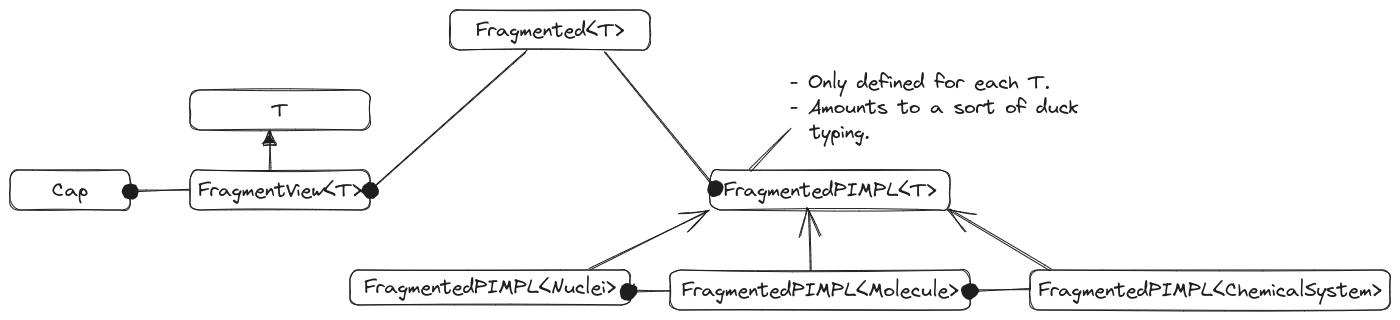 Fragmented<T>
- Only defined for each T.
- Amounts to a sort of duck
typing.
T
Cap
FragmentView<T>
FragmentedPIMPL<T>
FragmentedPIMPL<Nuclei>
FragmentedPIMPL<Molecule>
FragmentedPIMPL<ChemicalSystem>